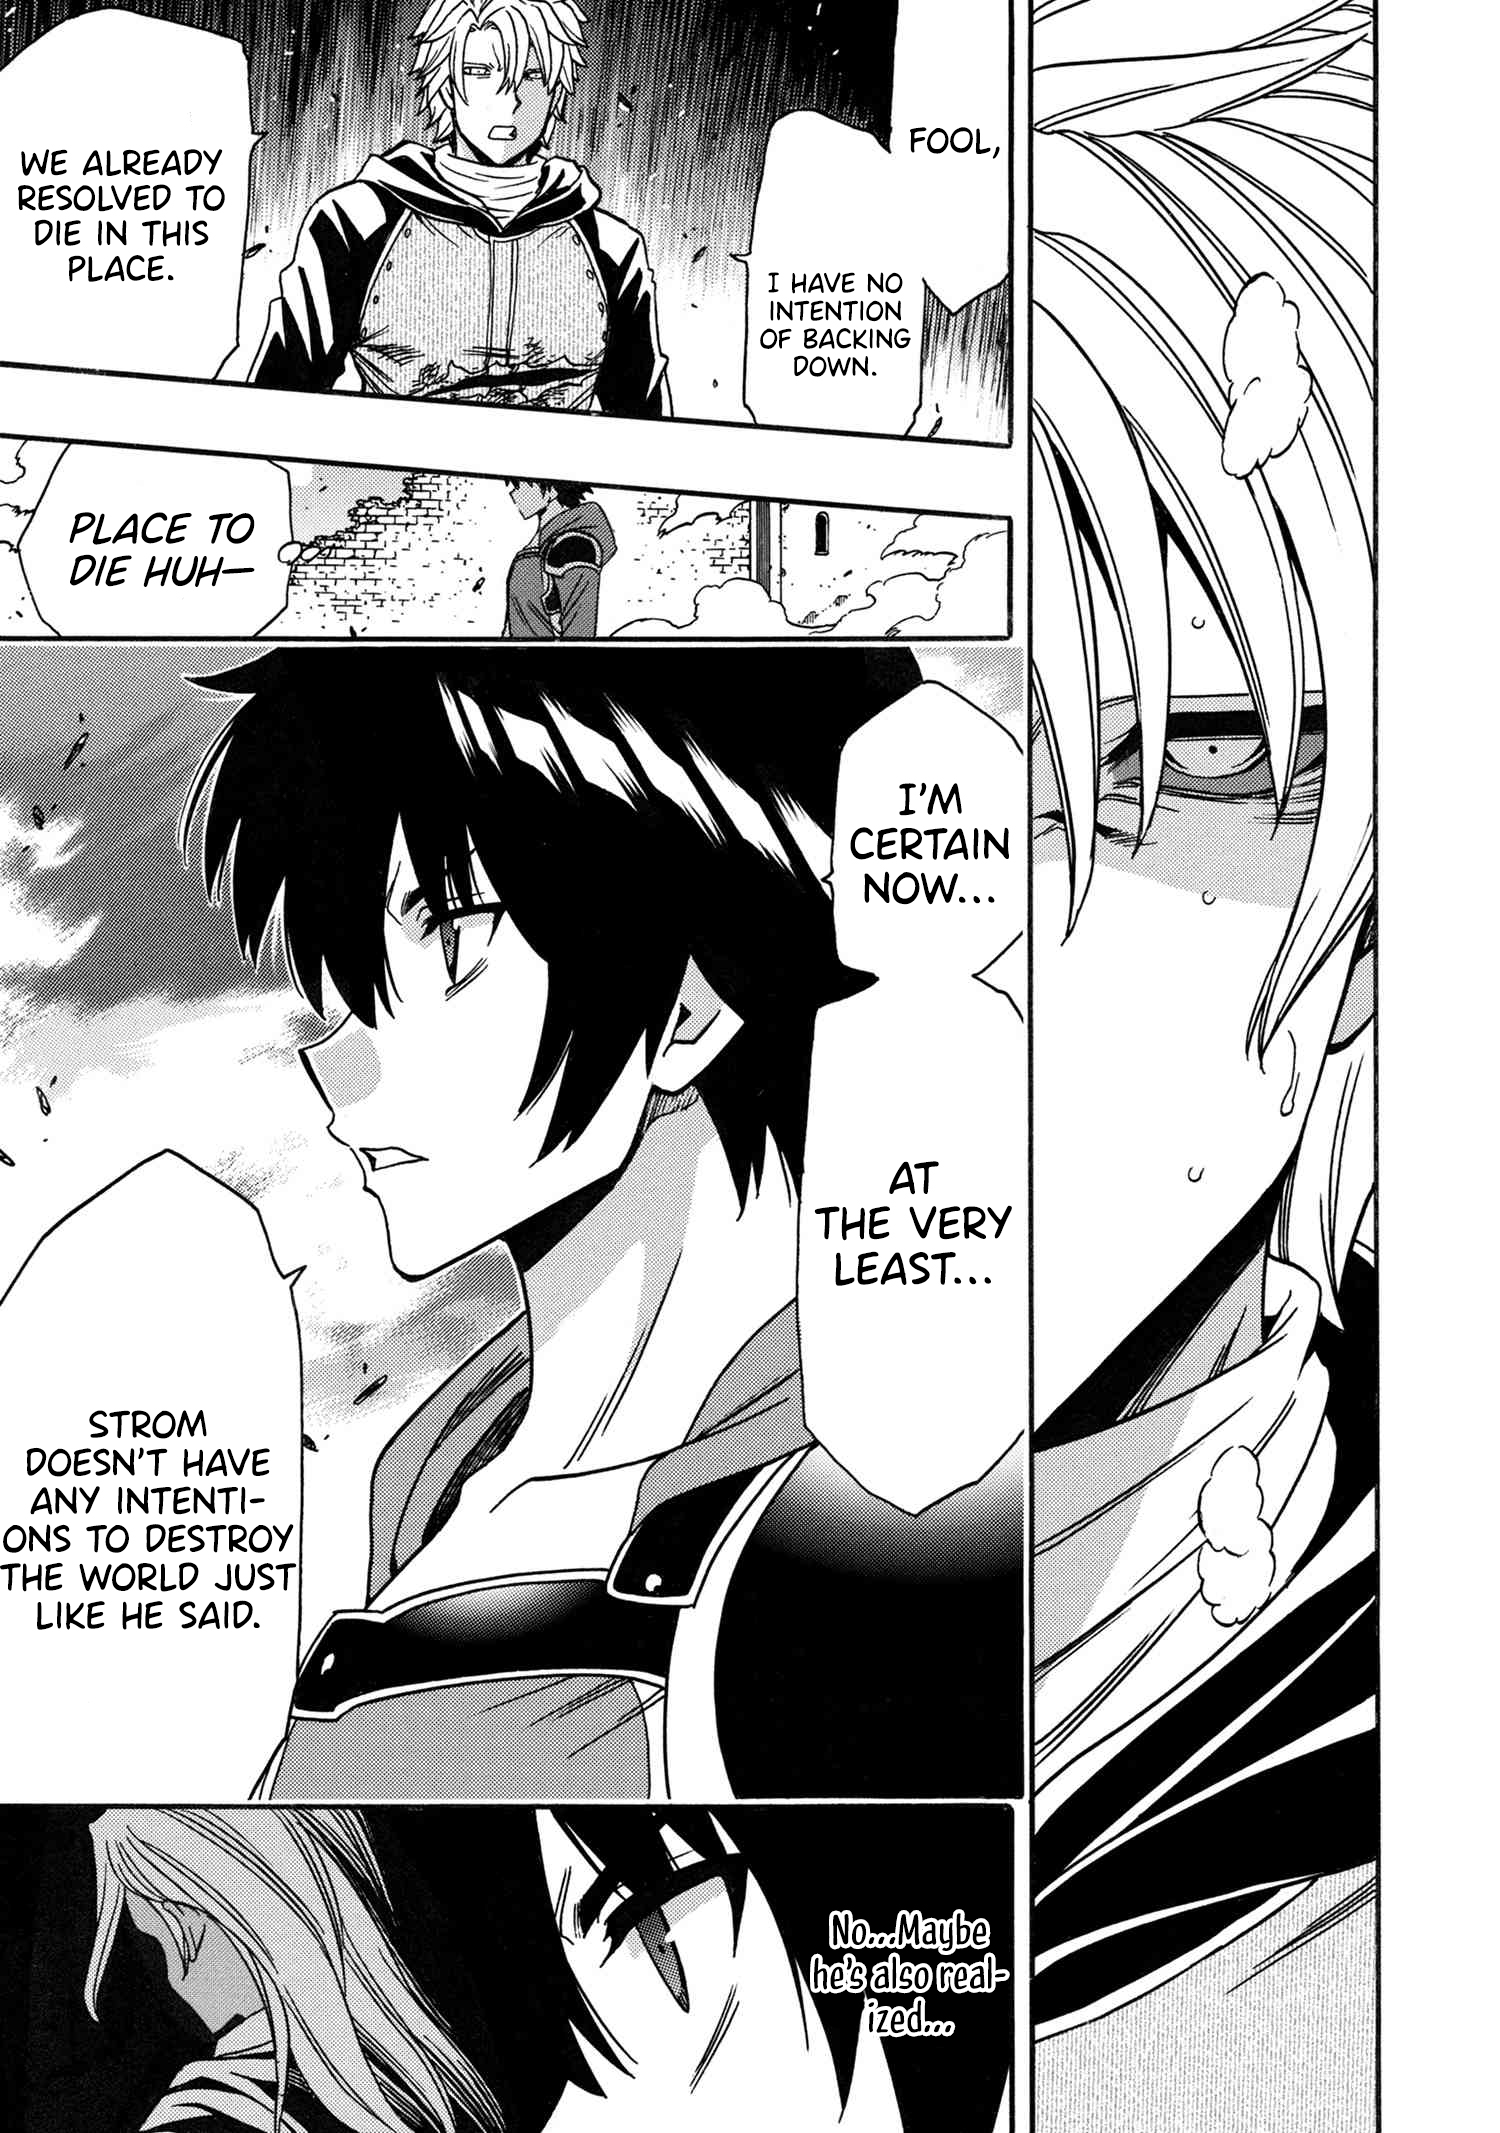 FOOL,
I HAVE NO
INTENTION
OF BACKING
DOWN.
WE ALREADY
RESOLVED TO
DIE IN THIS
PLACE.
PLACE TO
DIE HUH—
I'M
CERTAIN
NOW...
AT
THE VERY
LEAST...
STROM
DOESN'T HAVE
ANY INTENTI-
ONS TO DESTROY
THE WORLD JUST
LIKE HE SAID.
No...Maybe
he's also real-
ized...